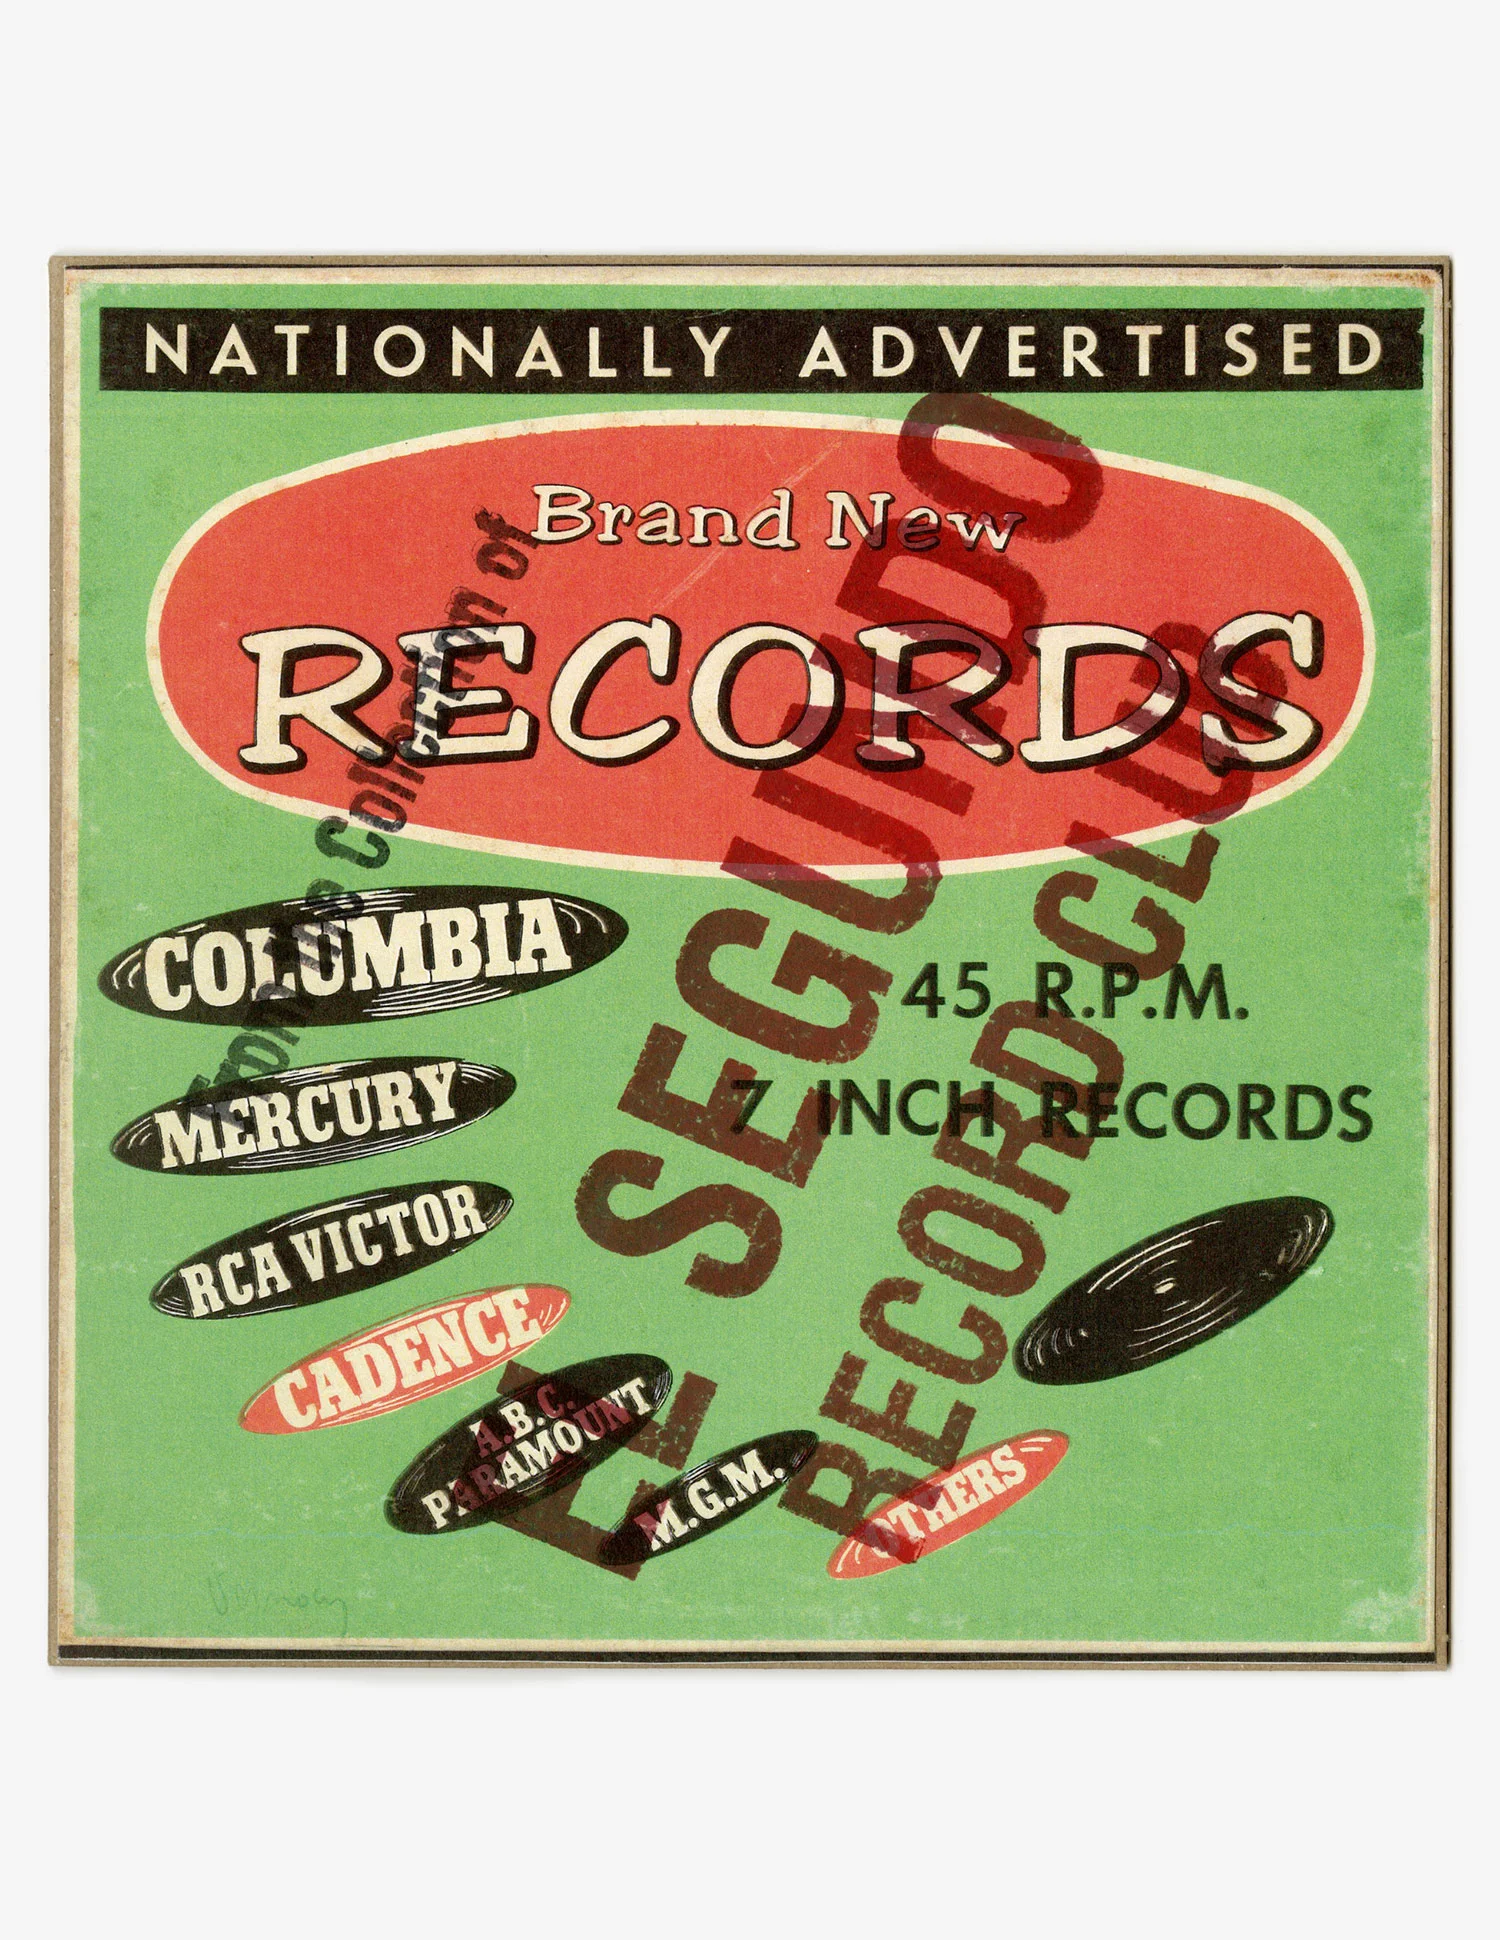 NATIONALLY ADVERTISED
Brand New
RECORDS
COLUMBIA
MERCURY
RCA VICTOR
CADENCE
A.B.C.
PARAMOUNT
M.G.M.
OTHERS
45 R.P.M.
7 INCH RECORDS
from the collection of
EL SEGUNDO
RECORD CLUB